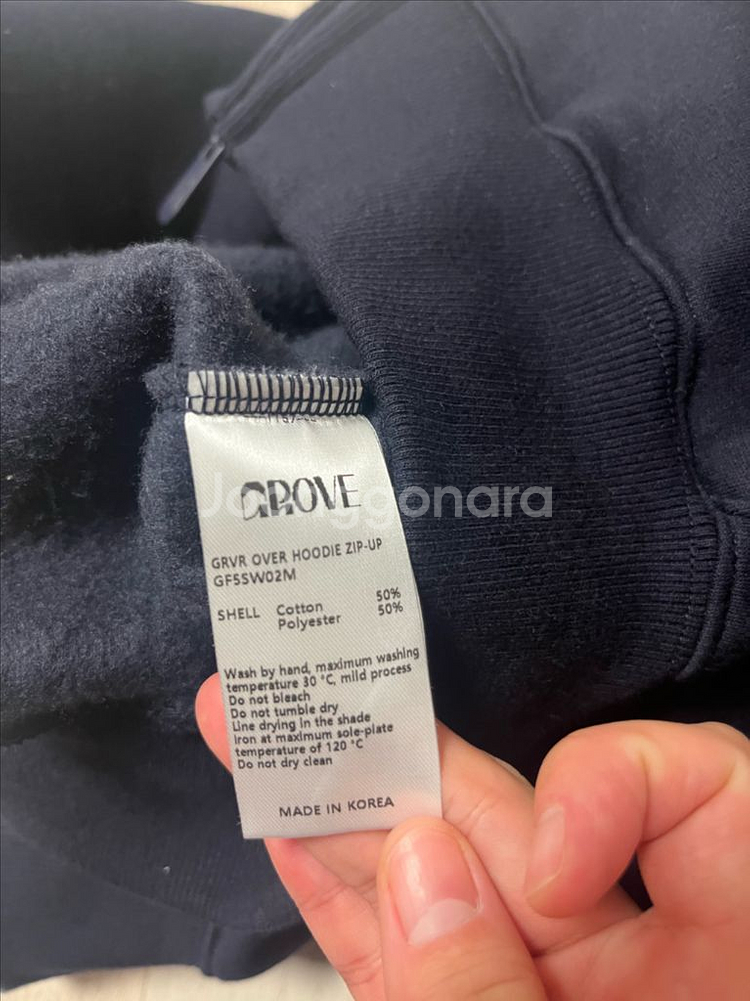 GROVE
Joonggonara
GRVR OVER HOODIE ZIP-UP
GF5SW02M
SHELL Cotton 50%
Polyester 50%
Wash by hand, maximum washing
temperature 30 °C, mild process
Do not bleach
Do not tumble dry
Line drying in the shade
Iron at maximum sole-plate
temperature of 120 °C
Do not dry clean
MADE IN KOREA